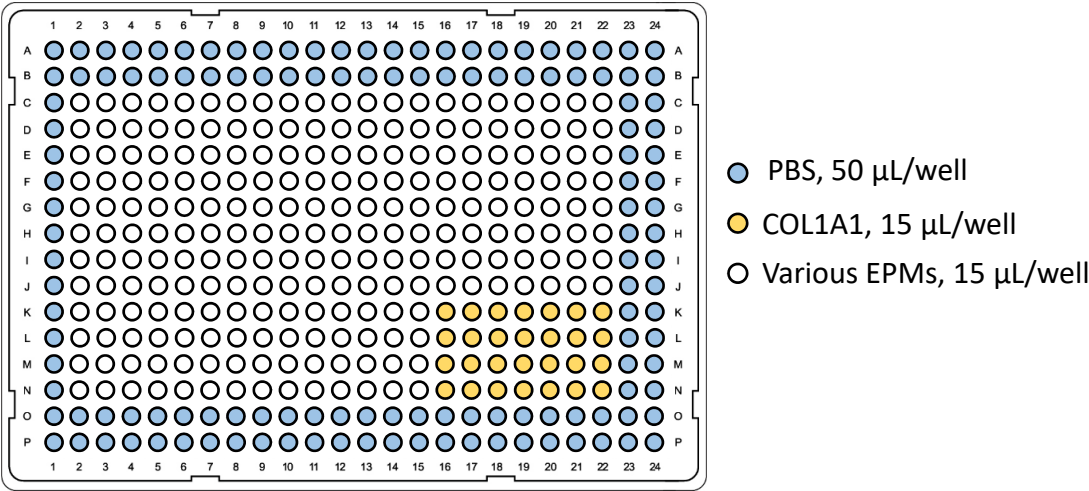 1 2 3 4 5 6 7 8 9 10 11 12 13 14 15 16 17 18 19 20 21 22 23 24
A A
B B
C C
D D
E E
F F
G G
H H
I I
J J
K K
L L
M M
N N
O O
P P
1 2 3 4 5 6 7 8 9 10 11 12 13 14 15 16 17 18 19 20 21 22 23 24
PBS, 50 µL/well
COL1A1, 15 µL/well
Various EPMs, 15 µL/well